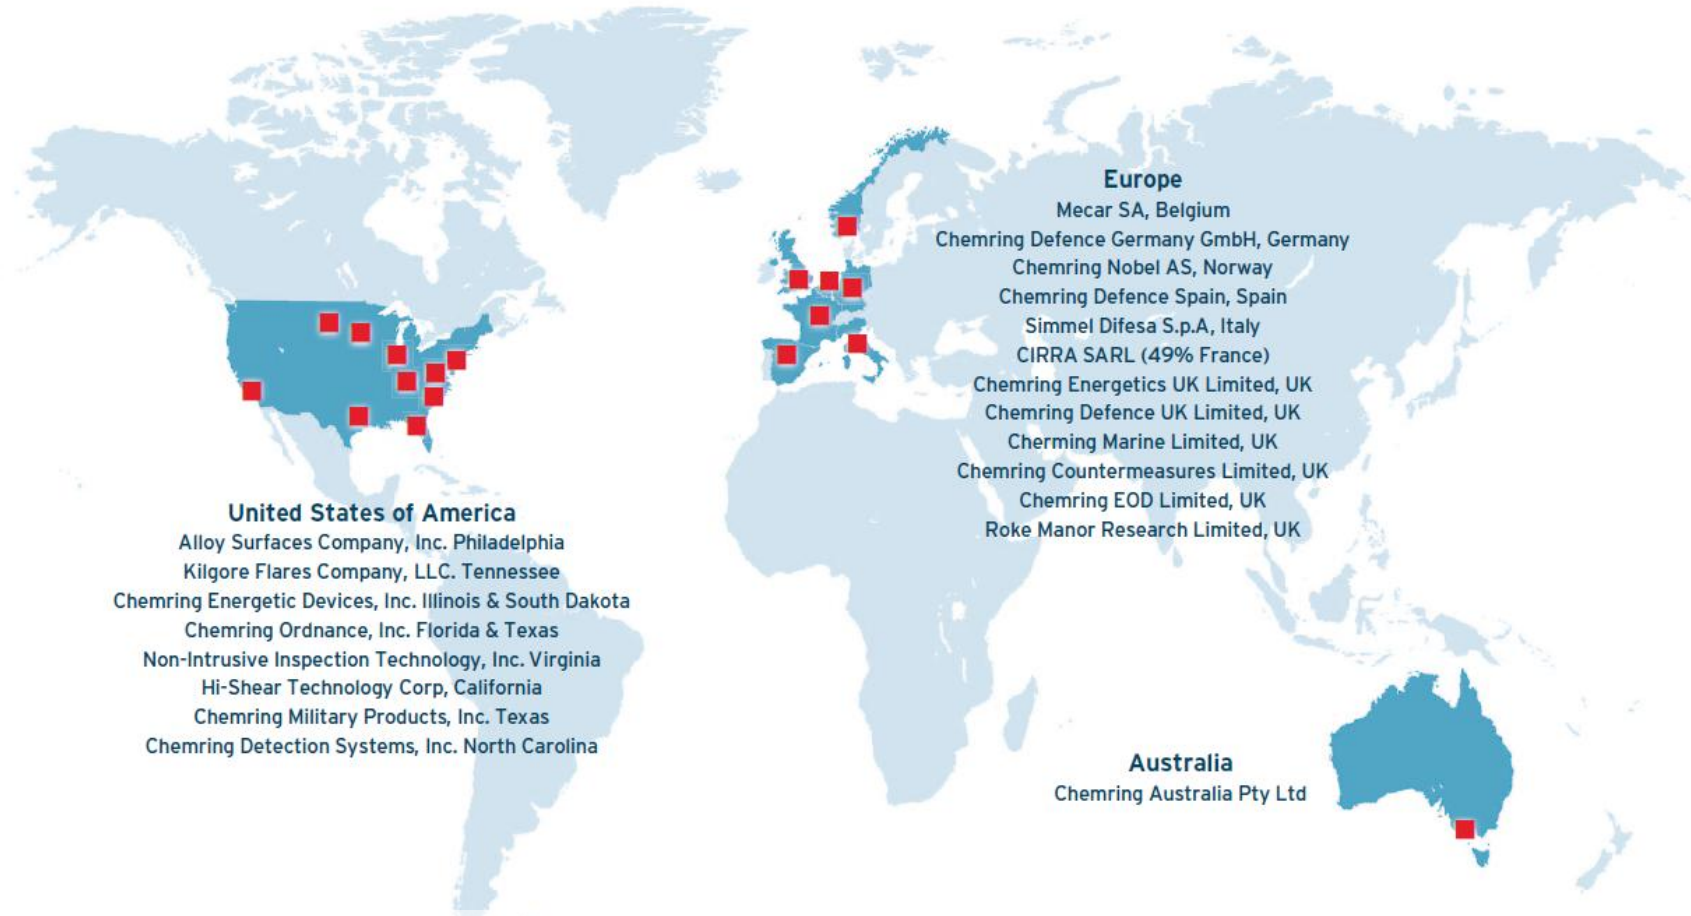 Europe
Mecar SA, Belgium
Chemring Defence Germany GmbH, Germany
Chemring Nobel AS, Norway
Chemring Defence Spain, Spain
Simmel Difesa S.p.A, Italy
CIRRA SARL (49% France)
Chemring Energetics UK Limited, UK
Chemring Defence UK Limited, UK
Cherming Marine Limited, UK
Chemring Countermeasures Limited, UK
Chemring EOD Limited, UK
Roke Manor Research Limited, UK
United States of America
Alloy Surfaces Company, Inc. Philadelphia
Kilgore Flares Company, LLC. Tennessee
Chemring Energetic Devices, Inc. Illinois & South Dakota
Chemring Ordnance, Inc. Florida & Texas
Non-Intrusive Inspection Technology, Inc. Virginia
Hi-Shear Technology Corp, California
Chemring Military Products, Inc. Texas
Chemring Detection Systems, Inc. North Carolina
Australia
Chemring Australia Pty Ltd